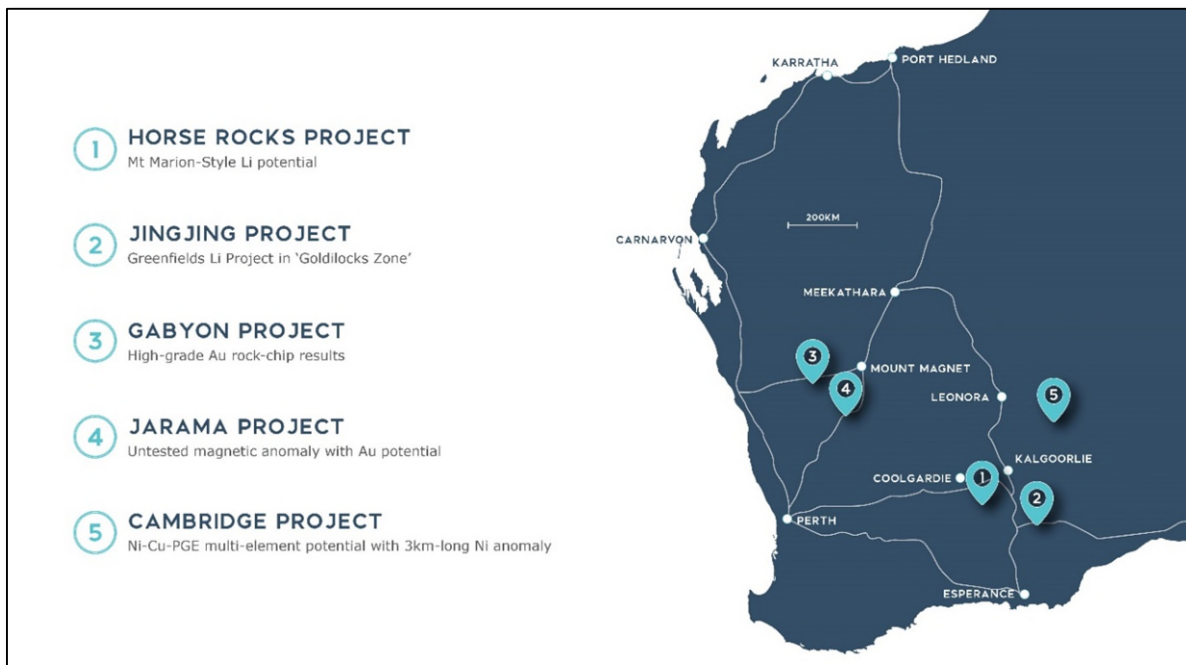 1
HORSE ROCKS PROJECT
Mt Marion-Style Li potential
2
JINGJING PROJECT
Greenfields Li Project in ‘Goldilocks Zone’
3
GABYON PROJECT
High-grade Au rock-chip results
4
JARAMA PROJECT
Untested magnetic anomaly with Au potential
5
CAMBRIDGE PROJECT
Ni-Cu-PGE multi-element potential with 3km-long Ni anomaly
KARRATHA
PORT HEDLAND
200KM
CARNARVON
MEEKATHARA
3
MOUNT MAGNET
4
LEONORA
5
KALGOORLIE
COOLGARDIE
1
2
PERTH
ESPERANCE